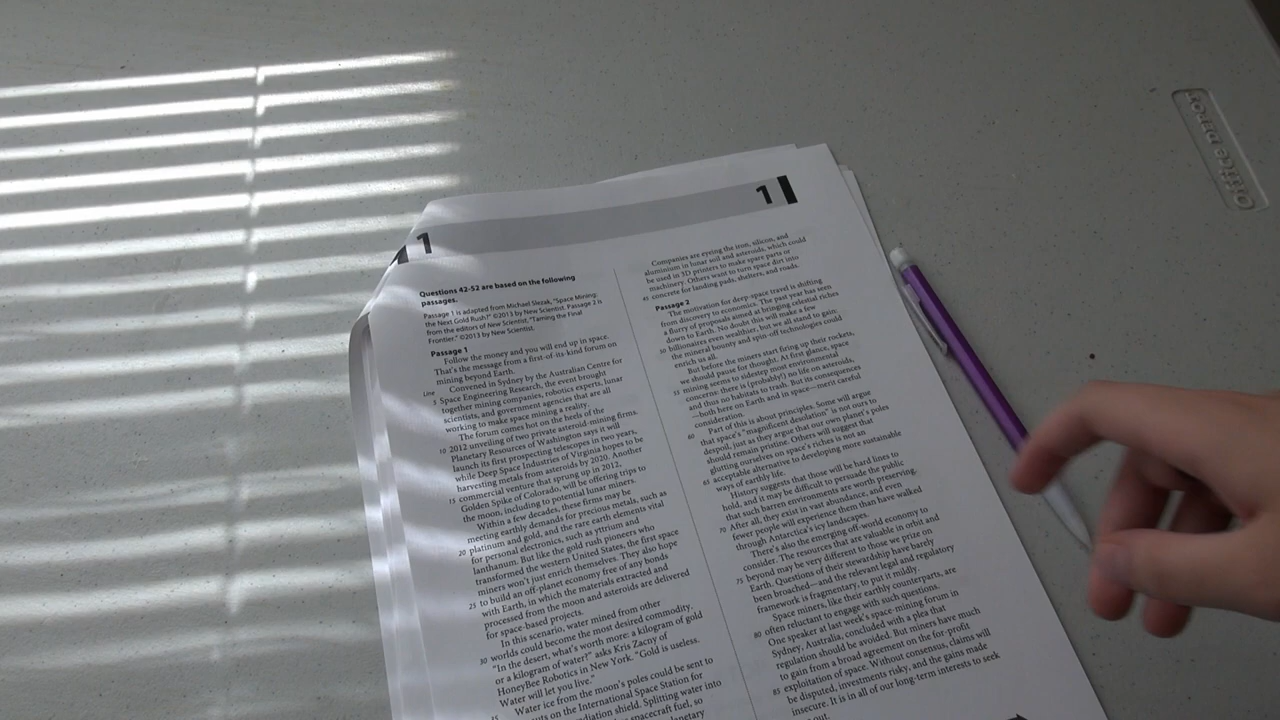 1
1
Questions 42-52 are based on the following
passages.
Passage 1 is adapted from Michael Slezak, "Space Mining:
the Next Gold Rush?" ©2013 by New Scientist. Passage 2 is
from the editors of New Scientist, "Taming the Final
Frontier." ©2013 by New Scientist.
Passage 1
Follow the money and you will end up in space.
That's the message from a first-of-its-kind forum on
mining beyond Earth.
Line
Convened in Sydney by the Australian Centre for
5 Space Engineering Research, the event brought
together mining companies, robotics experts, lunar
scientists, and government agencies that are all
working to make space mining a reality.
The forum comes hot on the heels of the
10 2012 unveiling of two private asteroid-mining firms.
Planetary Resources of Washington says it will
launch its first prospecting telescopes in two years,
while Deep Space Industries of Virginia hopes to be
harvesting metals from asteroids by 2020. Another
15 commercial venture that sprung up in 2012,
Golden Spike of Colorado, will be offering trips to
the moon, including to potential lunar miners.
Within a few decades, these firms may be
meeting earthly demands for precious metals, such as
20 platinum and gold, and the rare earth elements vital
for personal electronics, such as yttrium and
lanthanum. But like the gold rush pioneers who
transformed the western United States, the first space
miners won't just enrich themselves. They also hope
25 to build an off-planet economy free of any bonds
with Earth, in which the materials extracted and
processed from the moon and asteroids are delivered
for space-based projects.
In this scenario, water mined from other
30 worlds could become the most desired commodity.
"In the desert, what's worth more: a kilogram of gold
or a kilogram of water?" asks Kris Zacny of
HoneyBee Robotics in New York. "Gold is useless.
Water will let you live."
Water ice from the moon's poles could be sent to
on the International Space Station for
radiation shield. Splitting water into
spacecraft fuel, so
Companies are eyeing the iron, silicon, and
aluminium in lunar soil and asteroids, which could
be used in 3D printers to make spare parts or
machinery. Others want to turn space dirt into
45 concrete for landing pads, shelters, and roads.
Passage 2
The motivation for deep-space travel is shifting
from discovery to economics. The past year has seen
a flurry of proposals aimed at bringing celestial riches
down to Earth. No doubt this will make a few
50 billionaires even wealthier, but we all stand to gain:
the mineral bounty and spin-off technologies could
enrich us all.
But before the miners start firing up their rockets,
we should pause for thought. At first glance, space
55 mining seems to sidestep most environmental
concerns: there is (probably!) no life on asteroids,
and thus no habitats to trash. But its consequences
—both here on Earth and in space—merit careful
consideration.
60 Part of this is about principles. Some will argue
that space's "magnificent desolation" is not ours to
despoil, just as they argue that our own planet's poles
should remain pristine. Others will suggest that
glutting ourselves on space's riches is not an
65 acceptable alternative to developing more sustainable
ways of earthly life.
History suggests that those will be hard lines to
hold, and it may be difficult to persuade the public
that such barren environments are worth preserving.
70 After all, they exist in vast abundance, and even
fewer people will experience them than have walked
through Antarctica's icy landscapes.
There's also the emerging off-world economy to
consider. The resources that are valuable in orbit and
75 beyond may be very different to those we prize on
Earth. Questions of their stewardship have barely
been broached—and the relevant legal and regulatory
framework is fragmentary, to put it mildly.
Space miners, like their earthly counterparts, are
80 often reluctant to engage with such questions.
One speaker at last week's space-mining forum in
Sydney, Australia, concluded with a plea that
regulation should be avoided. But miners have much
to gain from a broad agreement on the for-profit
85 exploitation of space. Without consensus, claims will
be disputed, investments risky, and the gains made
insecure. It is in all of our long-term interests to seek
out.